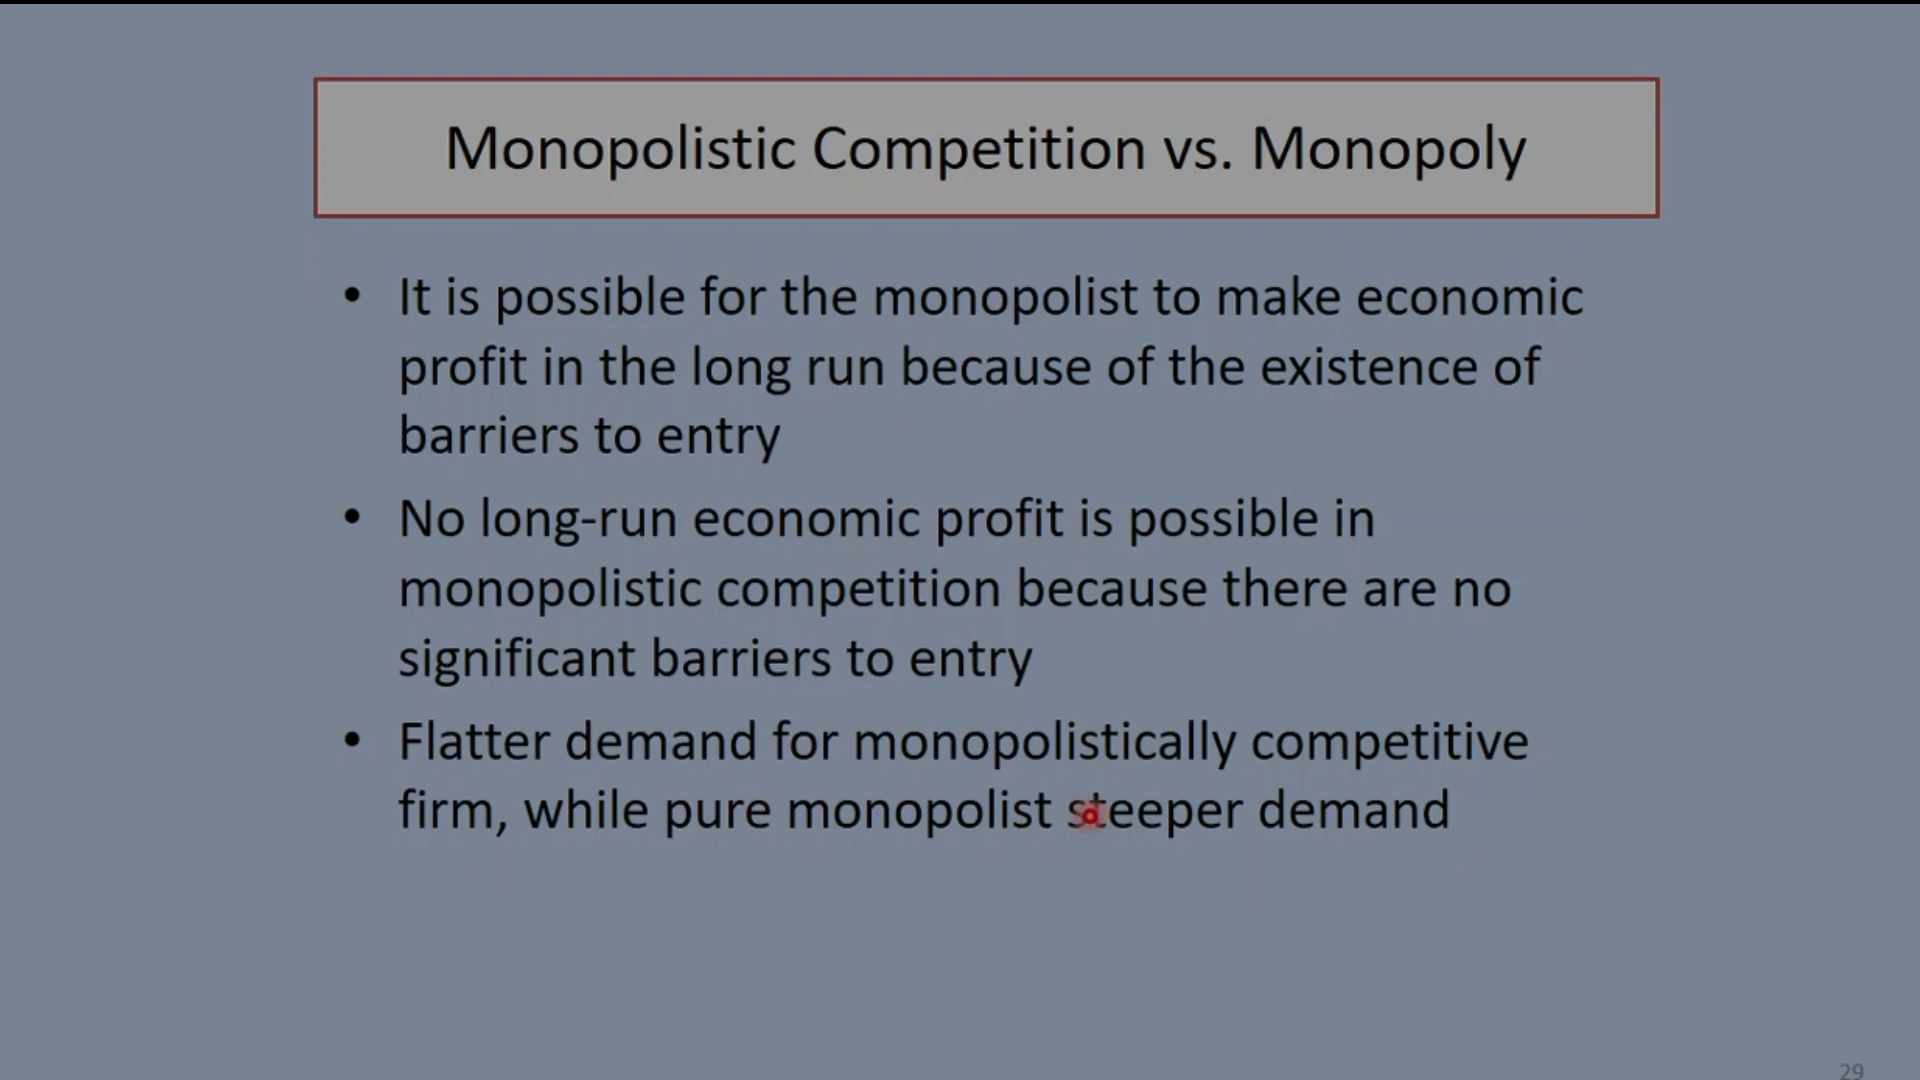 Monopolistic Competition vs. Monopoly
• It is possible for the monopolist to make economic
profit in the long run because of the existence of
barriers to entry
• No long-run economic profit is possible in
monopolistic competition because there are no
significant barriers to entry
• Flatter demand for monopolistically competitive
firm, while pure monopolist steeper demand
29